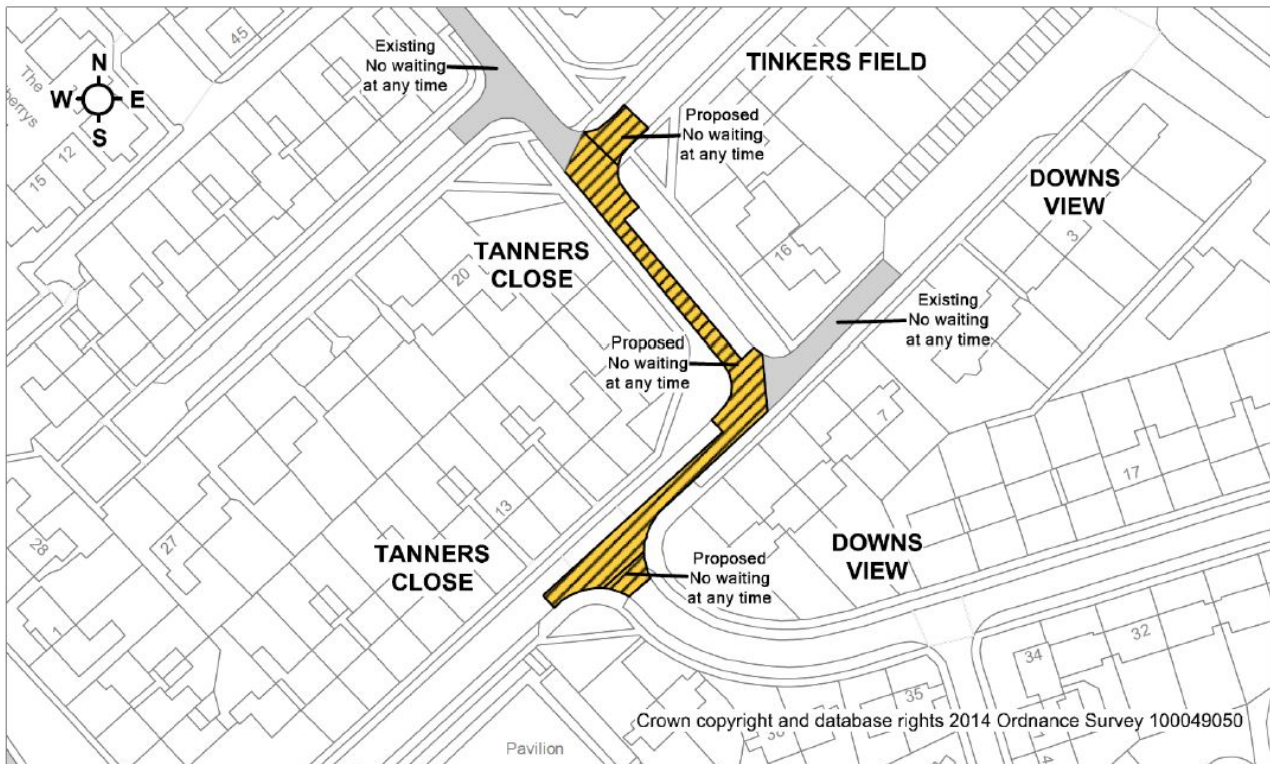 45
Existing
No waiting
at any time
TINKERS FIELD
N
W E
S
The
Proposed
No waiting
at any time
12
15
DOWNS
VIEW
3
TANNERS
CLOSE
16
20
Existing
No waiting
at any time
Proposed
No waiting
at any time
7
17
13
28
27
TANNERS
CLOSE
DOWNS
VIEW
Proposed
No waiting
at any time
1
32
34
35
Crown copyright and database rights 2014 Ordnance Survey 100049050
Pavilion
4